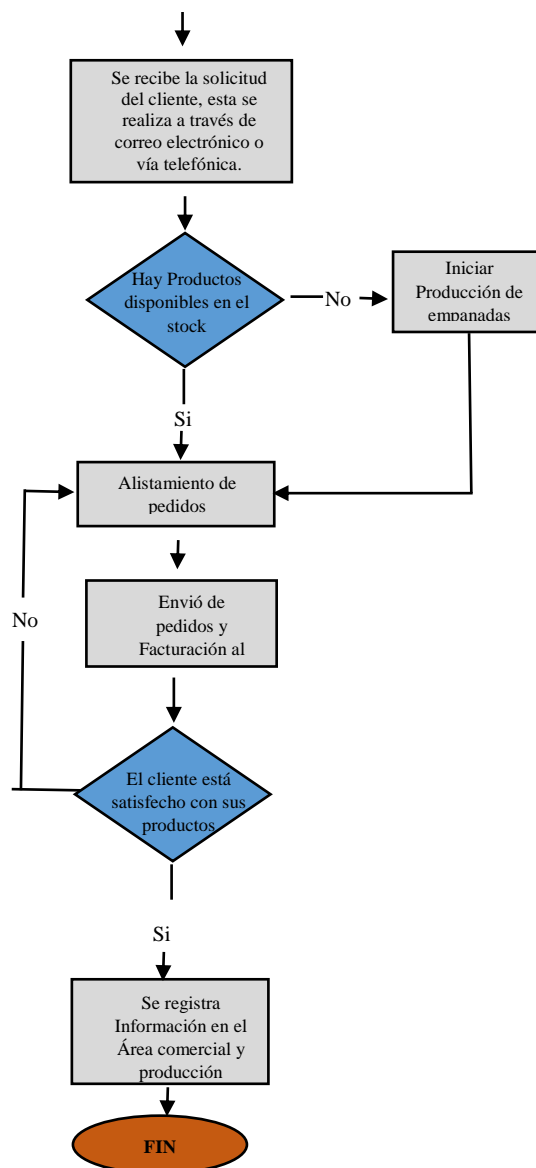 Se recibe la solicitud
del cliente, esta se
realiza a través de
correo electrónico o
vía telefónica.
Hay Productos
disponibles en el
stock
No
Iniciar
Producción de
empanadas
Si
Alistamiento de
pedidos
Envió de
pedidos y
Facturación al
No
El cliente está
satisfecho con sus
productos
Si
Se registra
Información en el
Área comercial y
producción
FIN